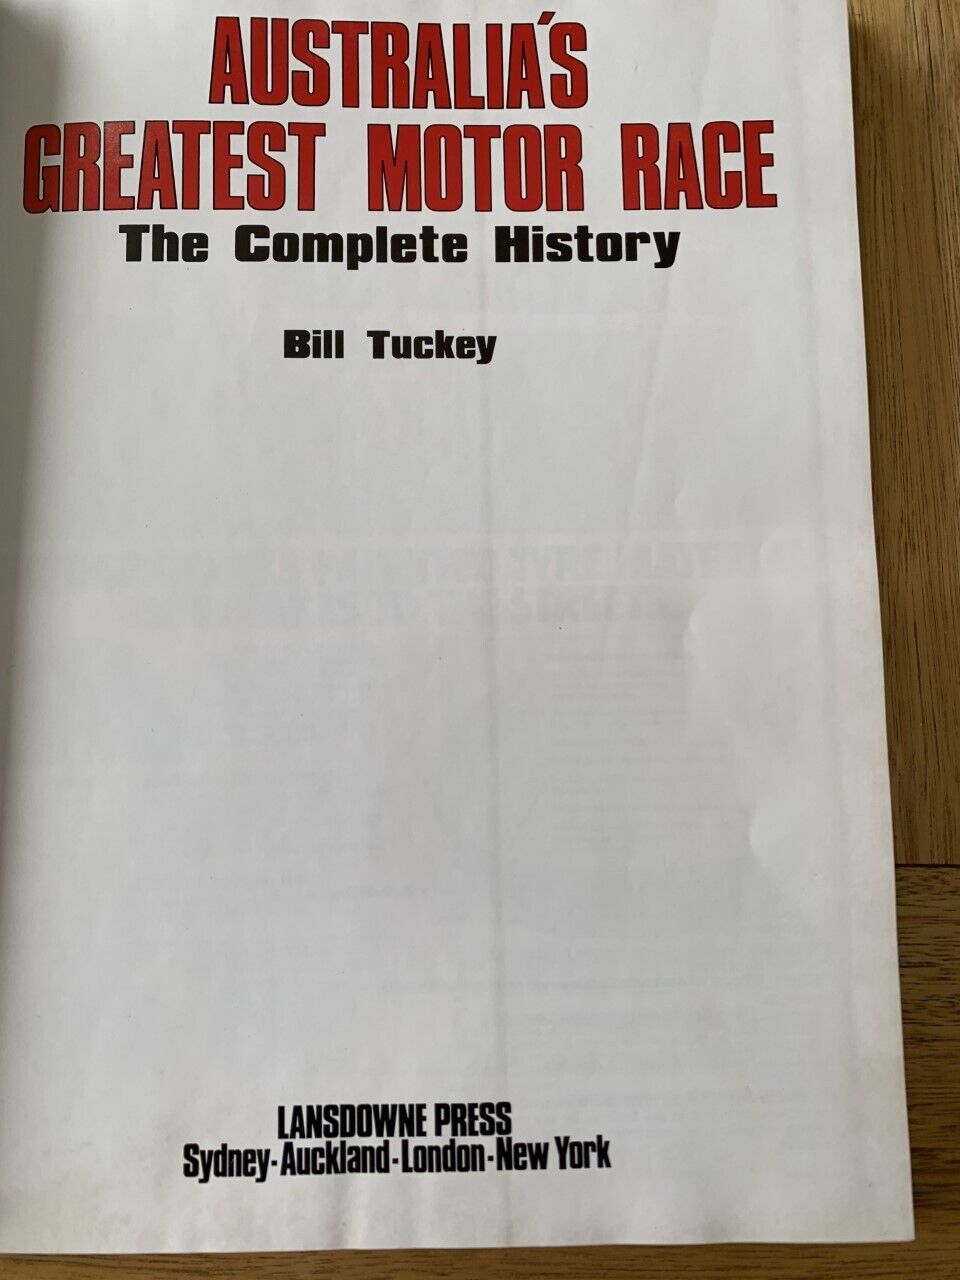 AUSTRALIA'S
GREATEST MOTOR RACE
The Complete History
Bill Tuckey
LANSDOWNE PRESS
Sydney-Auckland-London-New York